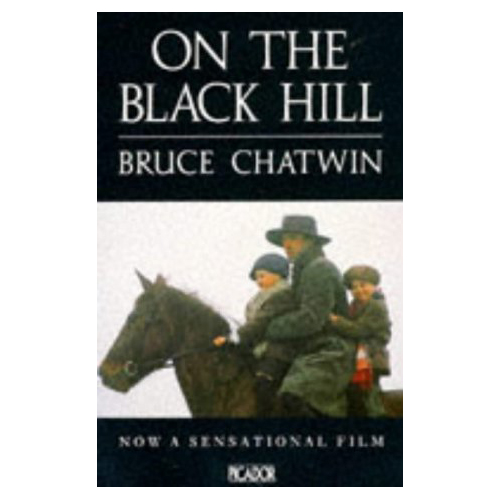 ON THE
BLACK HILL
BRUCE CHATWIN
NOW A SENSATIONAL FILM
PICADOR